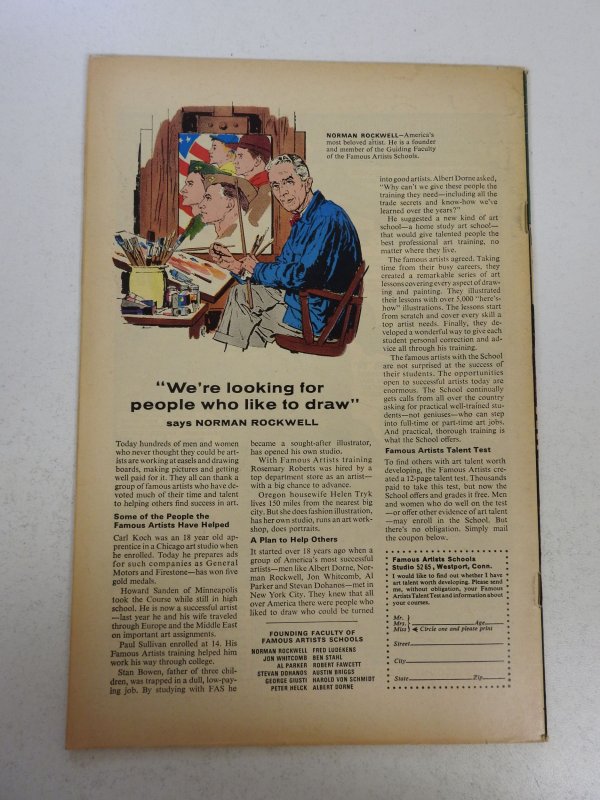 NORMAN ROCKWELL—America's
most beloved artist. He is a founder
and member of the Guiding Faculty
of the Famous Artists Schools.
"We're looking for
people who like to draw"
says NORMAN ROCKWELL
Today hundreds of men and women
who never thought they could be art-
ists are working at easels and drawing
boards, making pictures and getting
well paid for it. They all can thank a
group of famous artists who have de-
voted much of their time and talent
to helping others find success in art.
Some of the People the
Famous Artists Have Helped
Carl Koch was an 18 year old ap-
prentice in a Chicago art studio when
he enrolled. Today he prepares ads
for such companies as General
Motors and Firestone—has won five
gold medals.
Howard Sanden of Minneapolis
took the Course while still in high
school. He is now a successful artist
—last year he and his wife traveled
through Europe and the Middle East
on important art assignments.
Paul Sullivan enrolled at 14. His
Famous Artists training helped him
work his way through college.
Stan Bowen, father of three chil-
dren, was trapped in a dull, low-pay-
ing job. By studying with FAS he
became a sought-after illustrator,
has opened his own studio.
With Famous Artists training
Rosemary Roberts was hired by a
top department store as an artist—
with a big chance to advance.
Oregon housewife Helen Tryk
lives 150 miles from the nearest big
city. But she does fashion illustration,
has her own studio, runs an art work-
shop, does portraits.
A Plan to Help Others
It started over 18 years ago when a
group of America's most successful
artists—men like Albert Dorne, Nor-
man Rockwell, Jon Whitcomb, Al
Parker and Stevan Dohanos—met in
New York City. They knew that all
over America there were people who
liked to draw who could be turned
FOUNDING FACULTY OF
FAMOUS ARTISTS SCHOOLS
NORMAN ROCKWELL FRED LUDEKENS
JON WHITCOMB BEN STAHL
AL PARKER ROBERT FAWCETT
STEVAN DOHANOS AUSTIN BRIGGS
GEORGE GIUSTI HAROLD VON SCHMIDT
PETER HELCK ALBERT DORNE
into good artists. Albert Dorne asked,
"Why can't we give these people the
training they need—including all the
trade secrets and know-how we've
learned over the years?"
He suggested a new kind of art
school—a home study art school—
that would give talented people the
best professional art training, no
matter where they live.
The famous artists agreed. Taking
time from their busy careers, they
created a remarkable series of art
lessons covering every aspect of draw-
ing and painting. They illustrated
their lessons with over 5,000 "here's-
how" illustrations. The lessons start
from scratch and cover every skill a
top artist needs. Finally, they de-
veloped a wonderful way to give each
student personal correction and ad-
vice all through his training.
The famous artists with the School
are not surprised at the success of
their students. The opportunities
open to successful artists today are
enormous. The School continually
gets calls from all over the country
asking for practical well-trained stu-
dents—not geniuses—who can step
into full-time or part-time art jobs.
And practical, thorough training is
what the School offers.
Famous Artists Talent Test
To find others with art talent worth
developing, the Famous Artists cre-
ated a 12-page talent test. Thousands
paid to take this test, but now the
School offers and grades it free. Men
and women who do well on the test
—or offer other evidence of art talent
—may enroll in the School. But
there's no obligation. Simply mail
the coupon below.
Famous Artists Schools
Studio 5265, Westport, Conn.
I would like to find out whether I have
art talent worth developing. Please send
me, without obligation, your Famous
Artists Talent Test and information about
your courses.
Mr.
Mrs. Age
Miss Circle one and please print
Street
City
State Zip